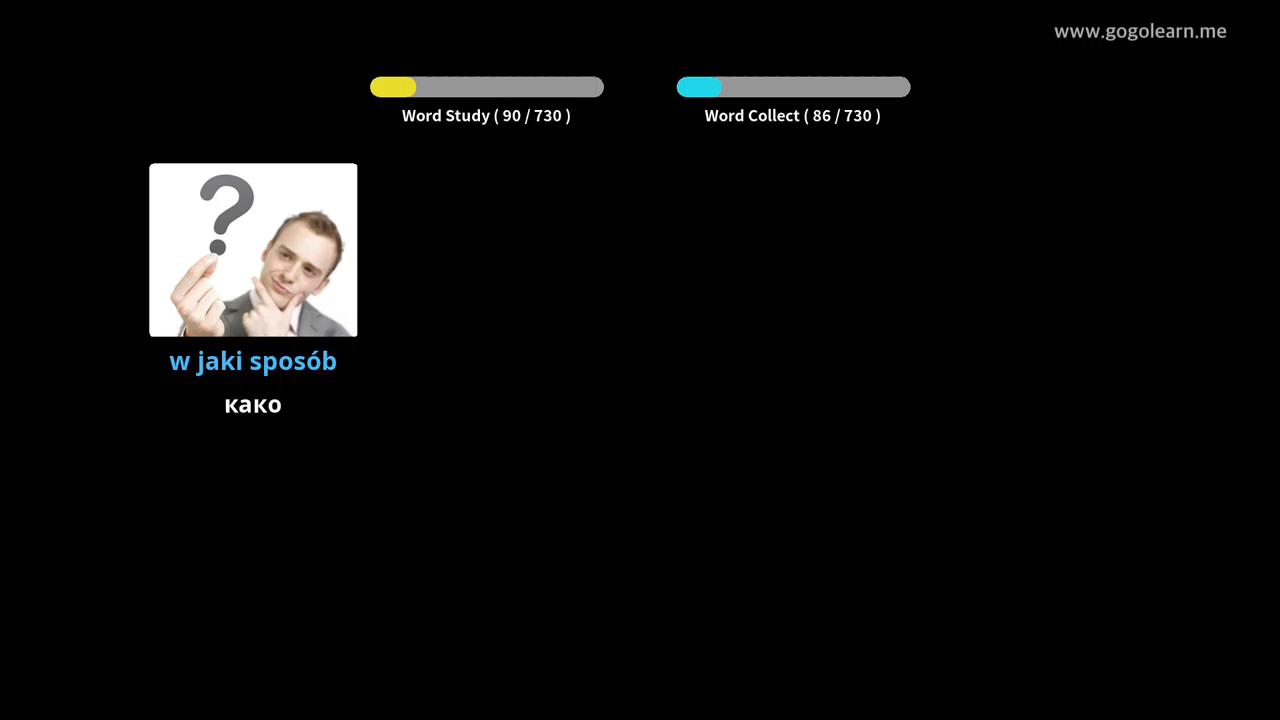 www.gogolearn.me
Word Study ( 90 / 730 )
Word Collect ( 86 / 730 )
?
w jaki sposób
како